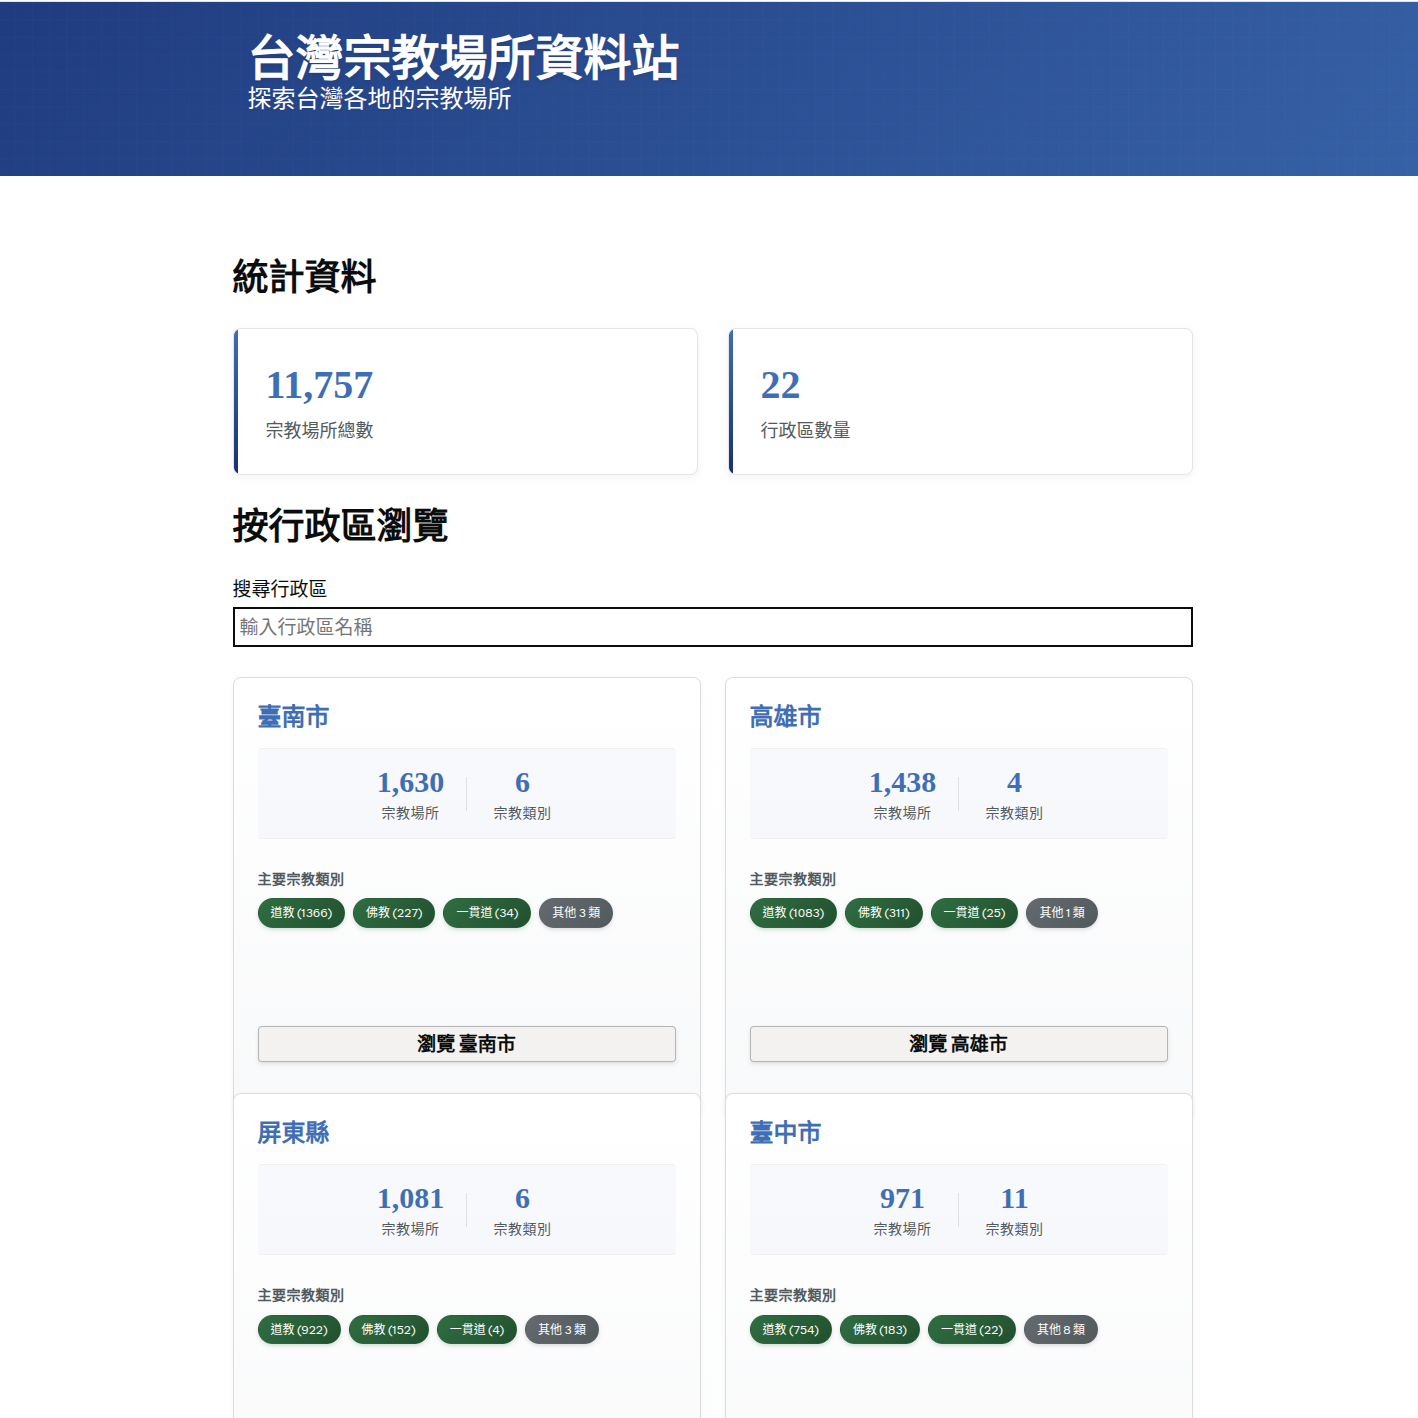 台灣宗教場所資料站
探索台灣各地的宗教場所
統計資料
11,757
宗教場所總數
22
行政區數量
按行政區瀏覽
搜尋行政區
輸入行政區名稱
臺南市
1,630
宗教場所
6
宗教類別
主要宗教類別
道教 (1366) 佛教 (227) 一貫道 (34) 其他 3 類
瀏覽 臺南市
高雄市
1,438
宗教場所
4
宗教類別
主要宗教類別
道教 (1083) 佛教 (311) 一貫道 (25) 其他 1 類
瀏覽 高雄市
屏東縣
1,081
宗教場所
6
宗教類別
主要宗教類別
道教 (922) 佛教 (152) 一貫道 (4) 其他 3 類
臺中市
971
宗教場所
11
宗教類別
主要宗教類別
道教 (754) 佛教 (183) 一貫道 (22) 其他 8 類